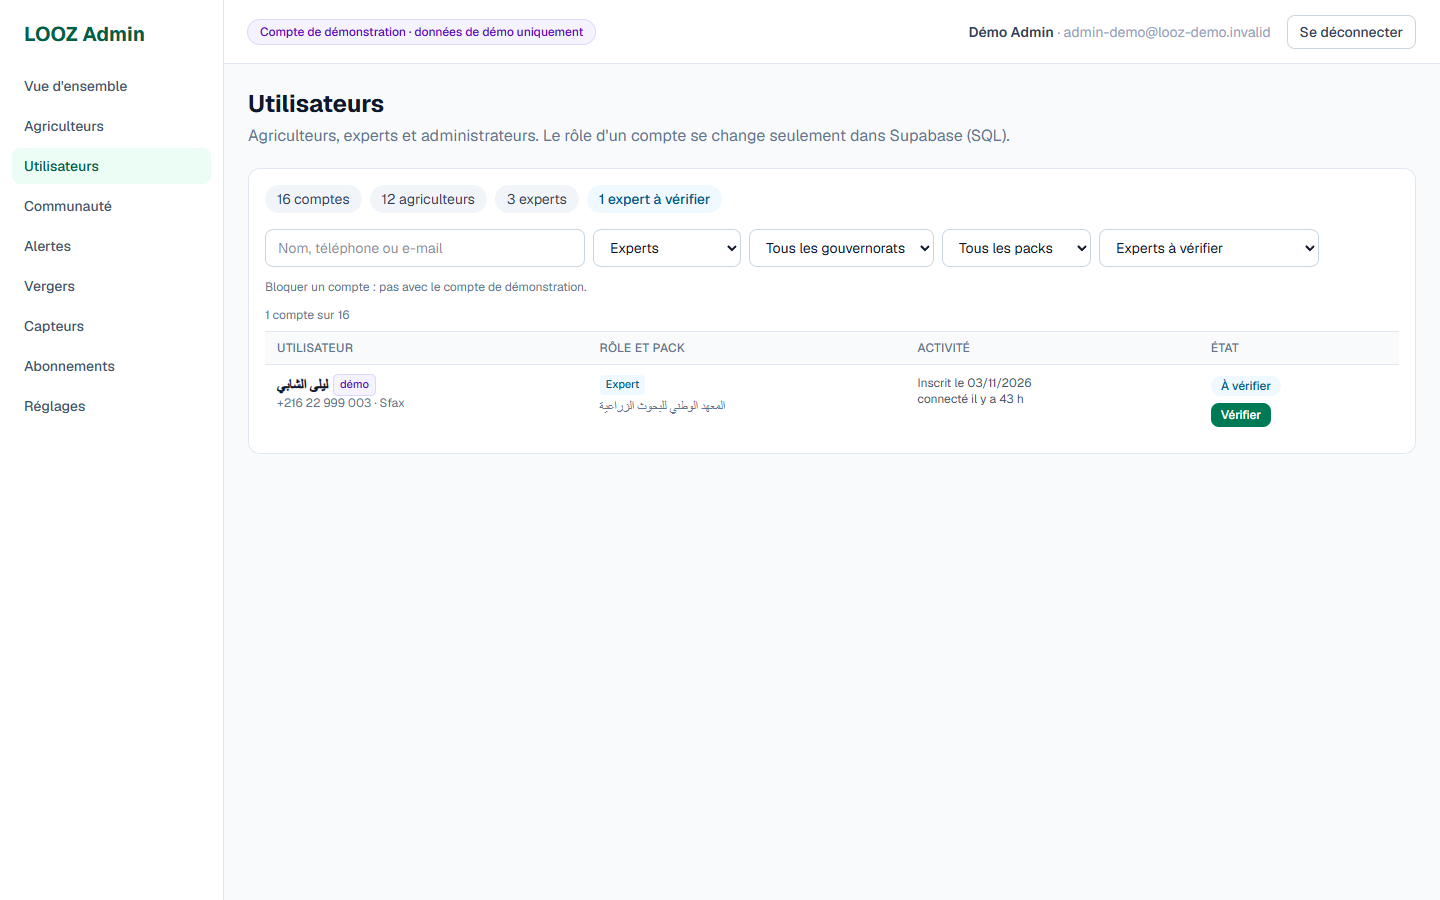 LOOZ Admin
Compte de démonstration · données de démo uniquement
Démo Admin · admin-demo@looz-demo.invalid
Se déconnecter
Vue d'ensemble
Agriculteurs
Utilisateurs
Communauté
Alertes
Vergers
Capteurs
Abonnements
Réglages
Utilisateurs
Agriculteurs, experts et administrateurs. Le rôle d'un compte se change seulement dans Supabase (SQL).
16 comptes
12 agriculteurs
3 experts
1 expert à vérifier
Nom, téléphone ou e-mail
Experts
Tous les gouvernorats
Tous les packs
Experts à vérifier
Bloquer un compte : pas avec le compte de démonstration.
1 compte sur 16
UTILISATEUR
RÔLE ET PACK
ACTIVITÉ
ÉTAT
ليلى الشابي
démo
+216 22 999 003 · Sfax
Expert
المعهد الوطني للبحوث الزراعية
Inscrit le 03/11/2026
connecté il y a 43 h
À vérifier
Vérifier